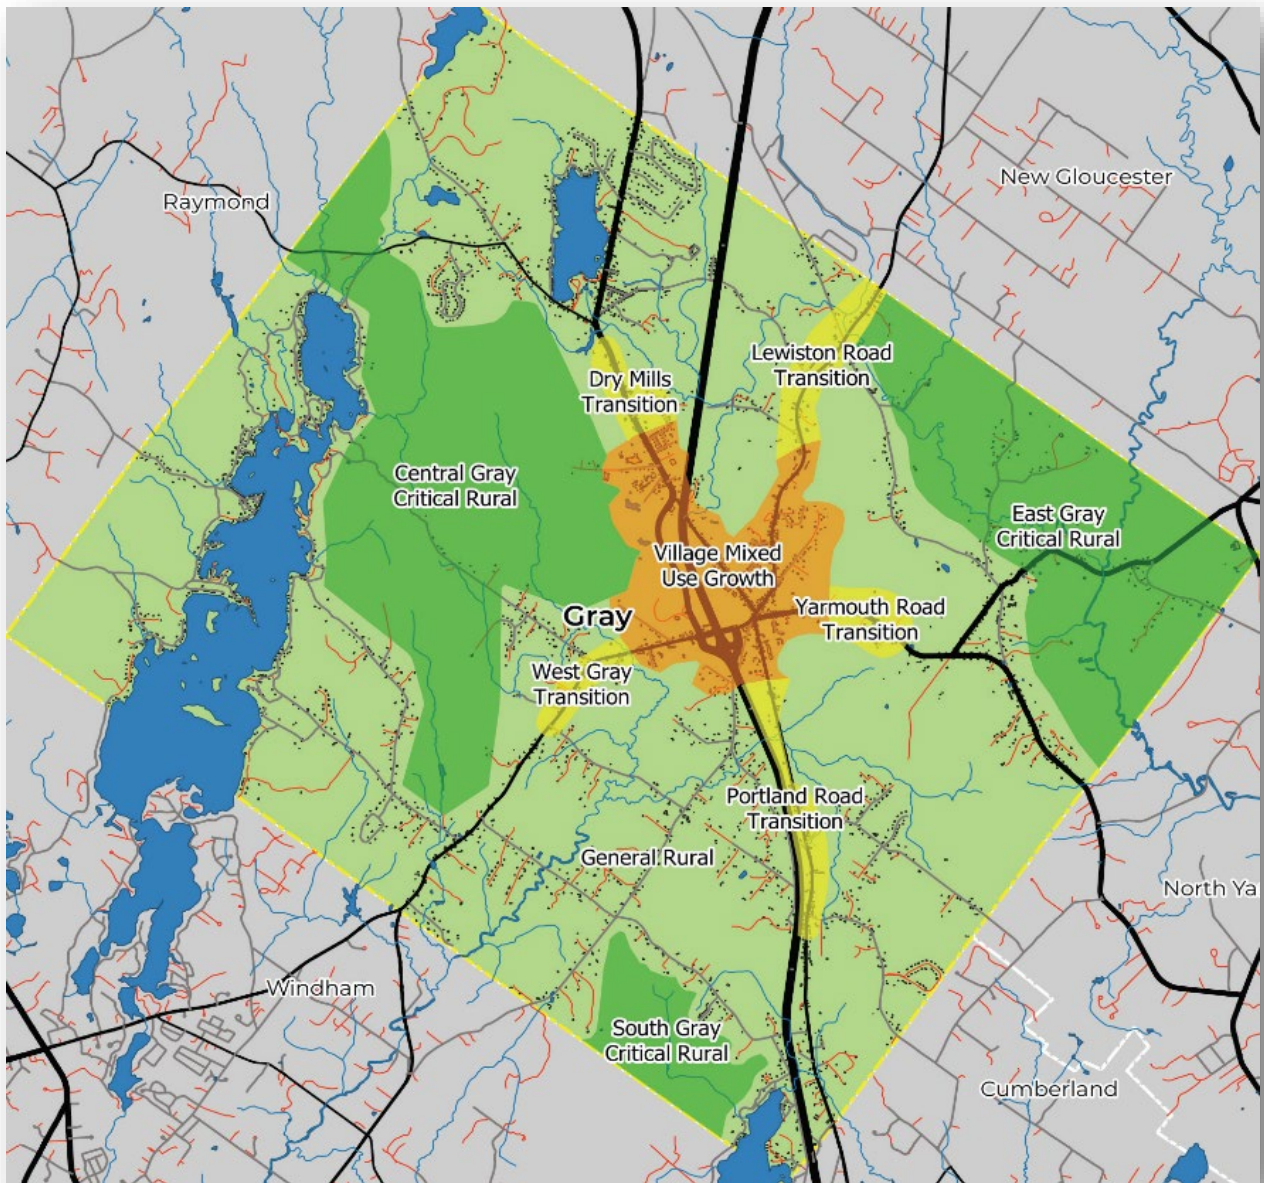 Raymond
New Gloucester
Lewiston Road
Transition
Dry Mills
Transition
Central Gray
Critical Rural
East Gray
Critical Rural
Village Mixed
Use Growth
Gray
Yarmouth Road
Transition
West Gray
Transition
Portland Road
Transition
General Rural
North Ya
Windham
South Gray
Critical Rural
Cumberland